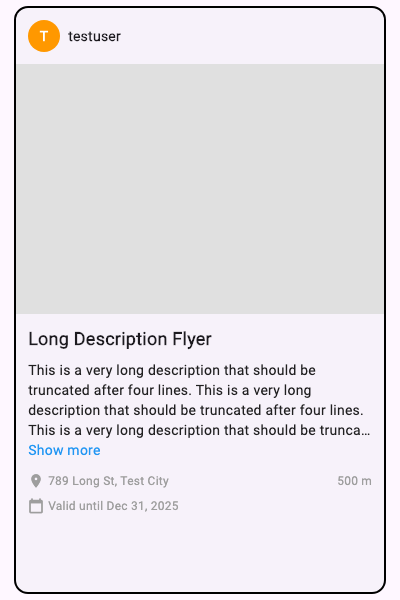 T
testuser
Long Description Flyer
This is a very long description that should be
truncated after four lines. This is a very long
description that should be truncated after four lines.
This is a very long description that should be trunca…
Show more
789 Long St, Test City
500 m
Valid until Dec 31, 2025